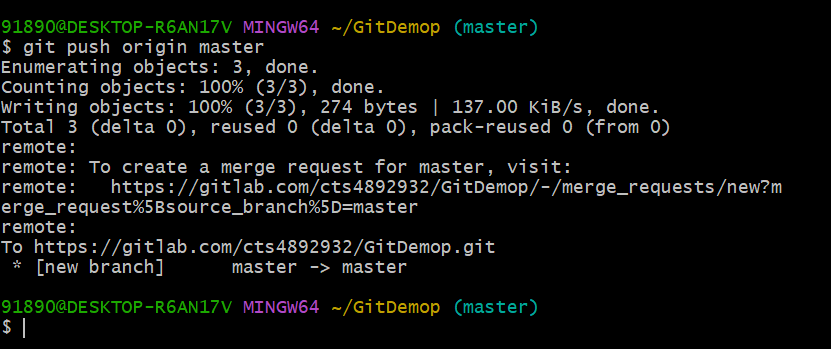 91890@DESKTOP-R6AN17V MINGW64 ~/GitDemop (master)
$ git push origin master
Enumerating objects: 3, done.
Counting objects: 100% (3/3), done.
Writing objects: 100% (3/3), 274 bytes | 137.00 KiB/s, done.
Total 3 (delta 0), reused 0 (delta 0), pack-reused 0 (from 0)
remote:
remote: To create a merge request for master, visit:
remote:   https://gitlab.com/cts4892932/GitDemop/-/merge_requests/new?m
erge_request%5Bsource_branch%5D=master
remote:
To https://gitlab.com/cts4892932/GitDemop.git
 * [new branch]      master -> master
91890@DESKTOP-R6AN17V MINGW64 ~/GitDemop (master)
$